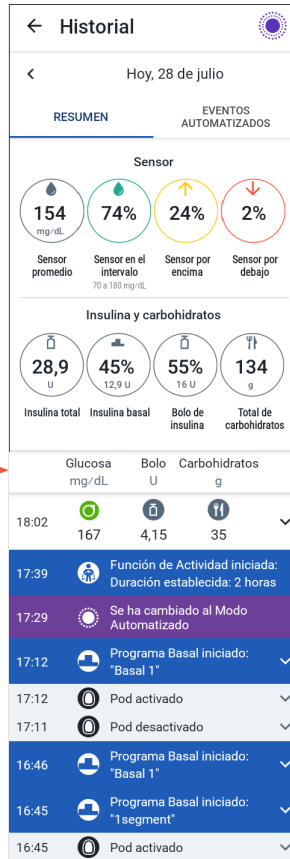 Historial
Hoy, 28 de julio
RESUMEN
EVENTOS
AUTOMATIZADOS
Sensor
154
mg/dL
74%
24%
2%
Sensor
promedio
Sensor en el
intervalo
70 a 180 mg/dL
Sensor por
encima
Sensor por
debajo
Insulina y carbohidratos
28,9
U
45%
12,9 U
55%
16 U
134
g
Insulina total
Insulina basal
Bolo de
insulina
Total de
carbohidratos
Glucosa Bolo Carbohidratos
mg/dL U g
18:02 167 4,15 35
17:39 Función de Actividad iniciada:
Duración establecida: 2 horas
17:29 Se ha cambiado al Modo
Automatizado
17:12 Programa Basal iniciado:
"Basal 1"
17:12 Pod activado
17:11 Pod desactivado
16:46 Programa Basal iniciado:
"Basal 1"
16:45 Programa Basal iniciado:
"1segment"
16:45 Pod activado